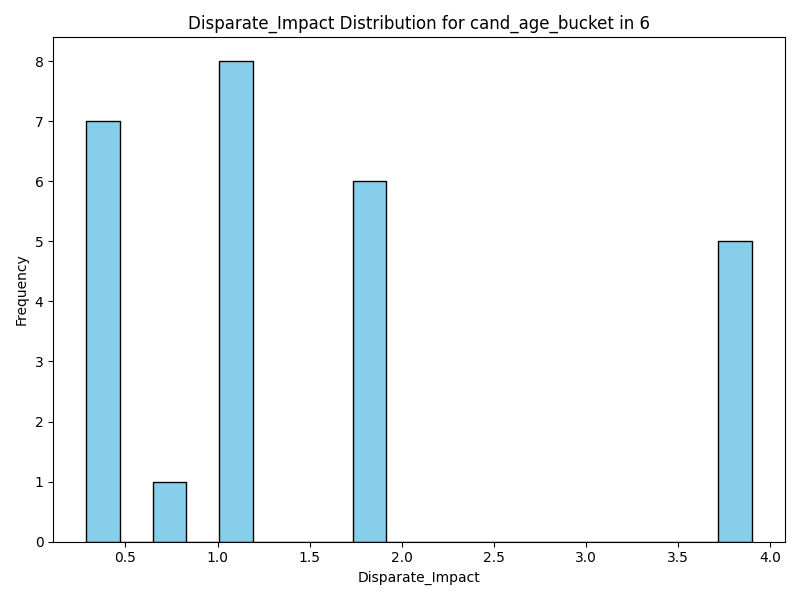 Disparate_Impact Distribution for cand_age_bucket in 6
8
7
6
5
4
3
2
1
0
Frequency
0.5 1.0 1.5 2.0 2.5 3.0 3.5 4.0
Disparate_Impact